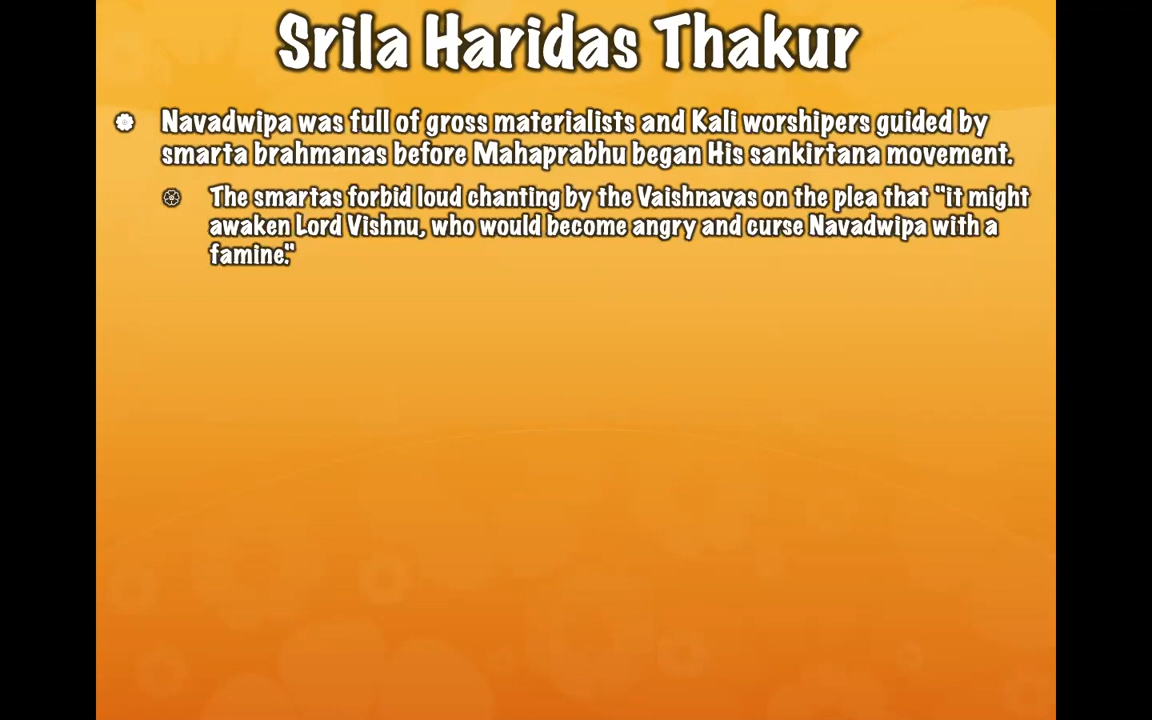 Srila Haridas Thakur
Navadwipa was full of gross materialists and Kali worshipers guided by
smarta brahmanas before Mahaprabhu began His sankirtana movement.
The smartas forbid loud chanting by the Vaishnavas on the plea that "it might
awaken Lord Vishnu, who would become angry and curse Navadwipa with a
famine."